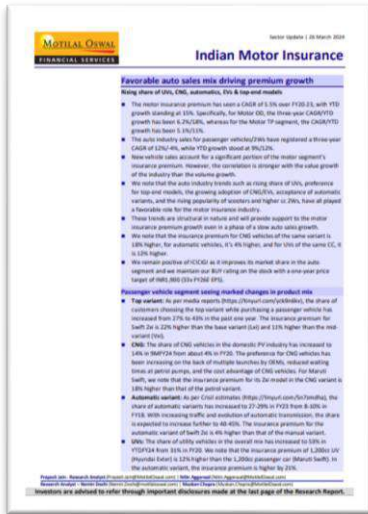 MOTILAL OSWAL
FINANCIAL SERVICES
Sector Update | 26 March 2024
Indian Motor Insurance
Favorable auto sales mix driving premium growth
Rising share of UVs, CNG, automatics, EVs & top-end models
The motor insurance premium has seen a CAGR of 5.5% over FY20-23, with YTD
growth standing at 15%. Specifically, for Motor OD, the three-year CAGR/YTD
growth has been 6.2%/18%, whereas for the Motor TP segment, the CAGR/YTD
growth has been 5.1%/11%.
The auto industry sales for passenger vehicles/2Ws have registered a three-year
CAGR of 12%/-4%, while YTD growth stood at 9%/12%.
New vehicle sales account for a significant portion of the motor segment's
insurance premium. However, the correlation is stronger with the value growth
of the industry than the volume growth.
We note that the auto industry trends such as rising share of UVs, preference
for top-end models, the growing adoption of CNG/EVs, acceptance of automatic
variants, and the rising popularity of scooters and higher cc 2Ws, have all played
a favorable role for the motor insurance industry.
These trends are structural in nature and will provide support to the motor
insurance premium growth even in a phase of a slow auto sales growth.
We note that the insurance premium for CNG vehicles of the same variant is
18% higher, for automatic vehicles, it's 4% higher, and for UVs of the same CC, it
is 12% higher.
We remain positive of ICICIGI as it improves its market share in the auto
segment and we maintain our BUY rating on the stock with a one-year price
target of
Passenger vehicle segment seeing marked changes in product mix
Top variant: As per media reports the share of
customers choosing the top variant while purchasing a passenger vehicle has
increased from 27% to 43% in the past one year. The insurance premium for
Swift Zxi is 22% higher than the base variant (Lxi) and 11% higher than the mid-
variant (Vxi).
CNG: The share of CNG vehicles in the domestic PV industry has increased to
14% in 9MFY24 from about 4% in FY20. The preference for CNG vehicles has
been increasing on the back of multiple launches by OEMs, reduced waiting
times at petrol pumps, and the cost advantage of CNG vehicles. For Maruti
Swift, we note that the insurance premium for its Zxi model in the CNG variant is
18% higher than that of the petrol variant.
Automatic variant: As per Crisil estimates the
share of automatic variants has increased to 27-29% in FY23 from 8-10% in
FY18. With increasing traffic and evolution of automatic transmission, the share
is expected to increase further to 40-45%. The insurance premium for the
automatic variant of Swift Zxi is 4% higher than that of the manual variant.
UVs: The share of utility vehicles in the overall mix has increased to 53% in
YTDFY24 from 31% in FY20. We note that the insurance premium of 1,200cc UV
(Hyundai Exter) is 12% higher than the 1,200cc passenger car (Maruti Swift). In
the automatic variant, the insurance premium is higher by 21%.
Prayesh Jain - Research Analyst | Nitin Aggarwal
Research Analyst - Nemin Doshi | Muskan Chopra
Investors are advised to refer through important disclosures made at the last page of the Research Report.